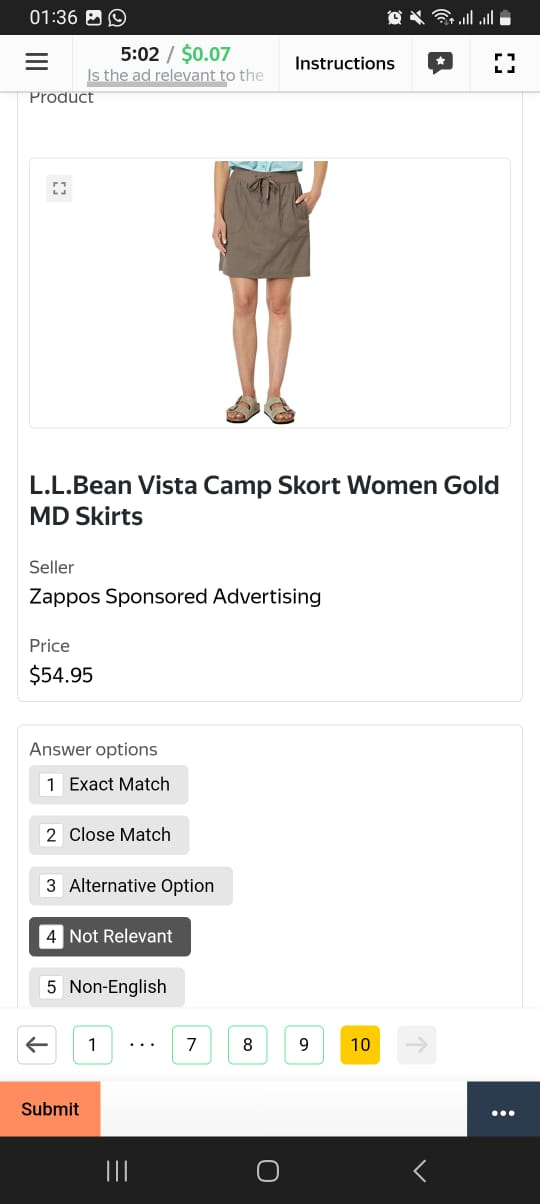 01:36
5:02 / $0.07
Is the ad relevant to the
Instructions
Product
L.L.Bean Vista Camp Skort Women Gold
MD Skirts
Seller
Zappos Sponsored Advertising
Price
$54.95
Answer options
1 Exact Match
2 Close Match
3 Alternative Option
4 Not Relevant
5 Non-English
1 ... 7 8 9 10
Submit